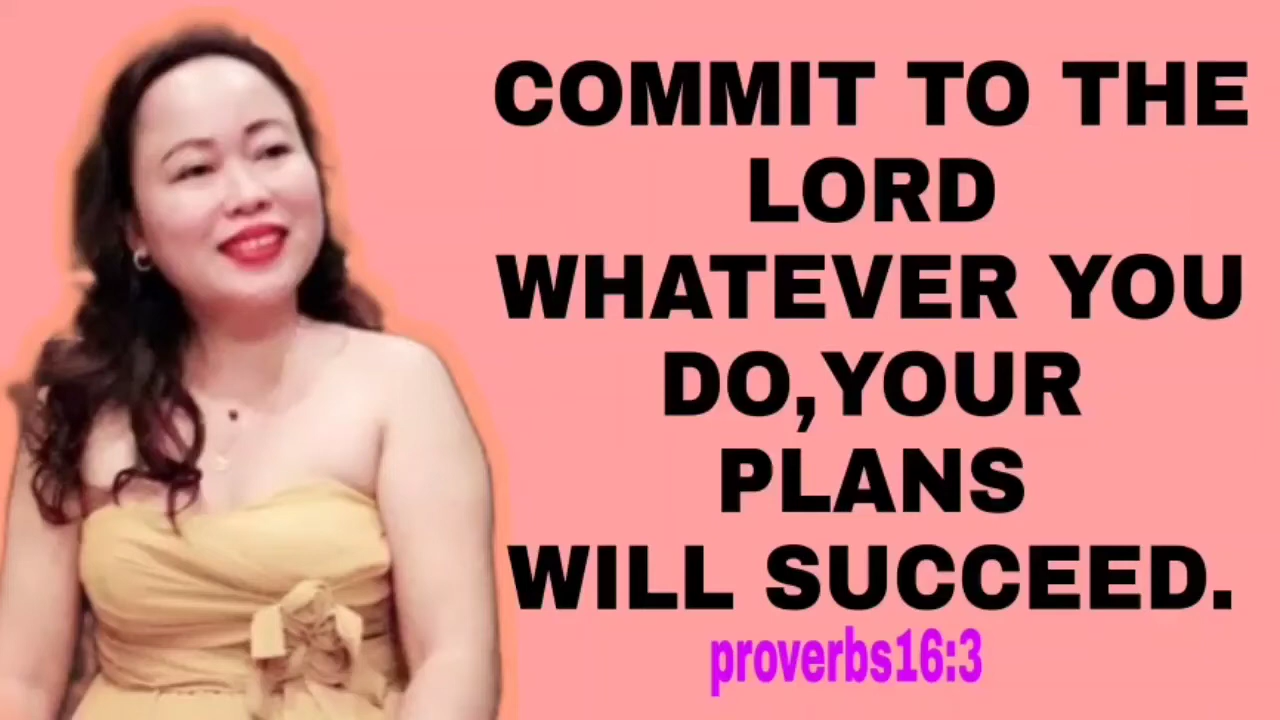 COMMIT TO THE
LORD
WHATEVER YOU
DO,YOUR
PLANS
WILL SUCCEED.
proverbs16:3